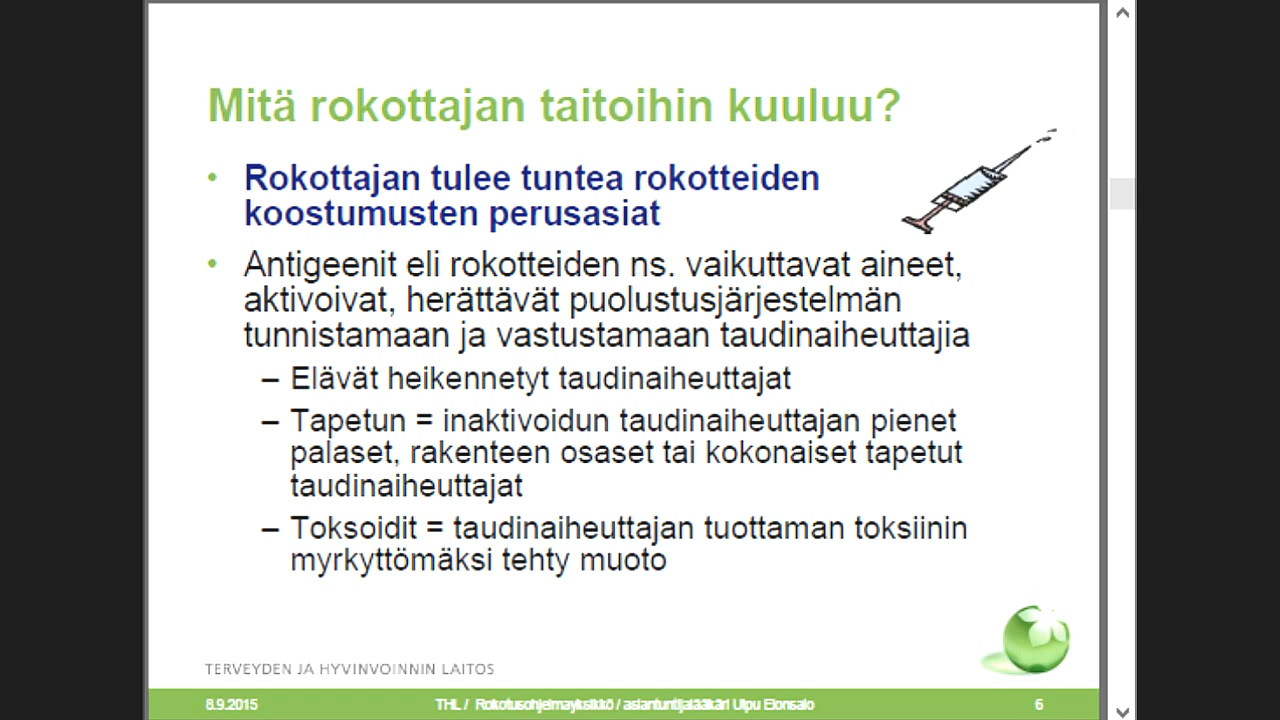 Mitä rokottajan taitoihin kuuluu?
• Rokottajan tulee tuntea rokotteiden
koostumusten perusasiat
• Antigeenit eli rokotteiden ns. vaikuttavat aineet,
aktivoivat, herättävät puolustusjärjestelmän
tunnistamaan ja vastustamaan taudinaiheuttajia
– Elävät heikennetyt taudinaiheuttajat
– Tapetun = inaktivoidun taudinaiheuttajan pienet
palaset, rakenteen osaset tai kokonaiset tapetut
taudinaiheuttajat
– Toksoidit = taudinaiheuttajan tuottaman toksiinin
myrkyttömäksi tehty muoto
TERVEYDEN JA HYVINVOINNIN LAITOS
8.9.2015 THL / Rokotusohjelmayksikkö / asiantuntijalääkäri Ulpu Elonsalo 6